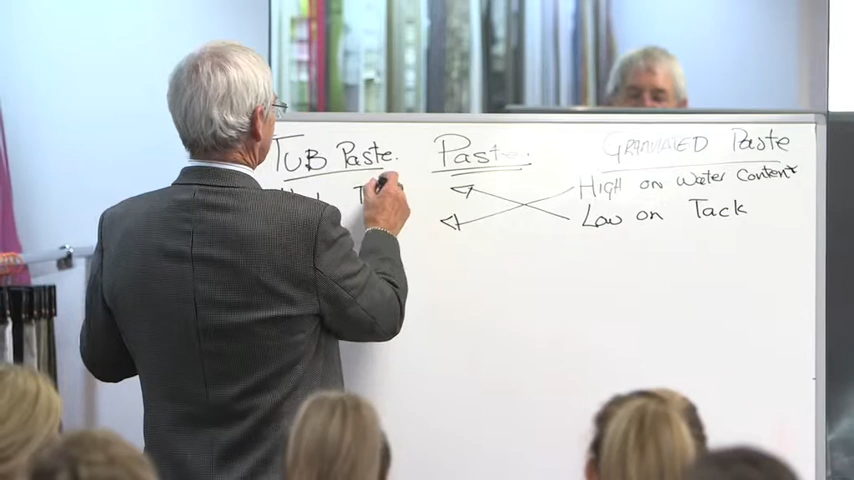 TUB PASTE.
PASTE.
GRANULATED PASTE
HIGH ON WATER CONTENT
LOW ON TACK